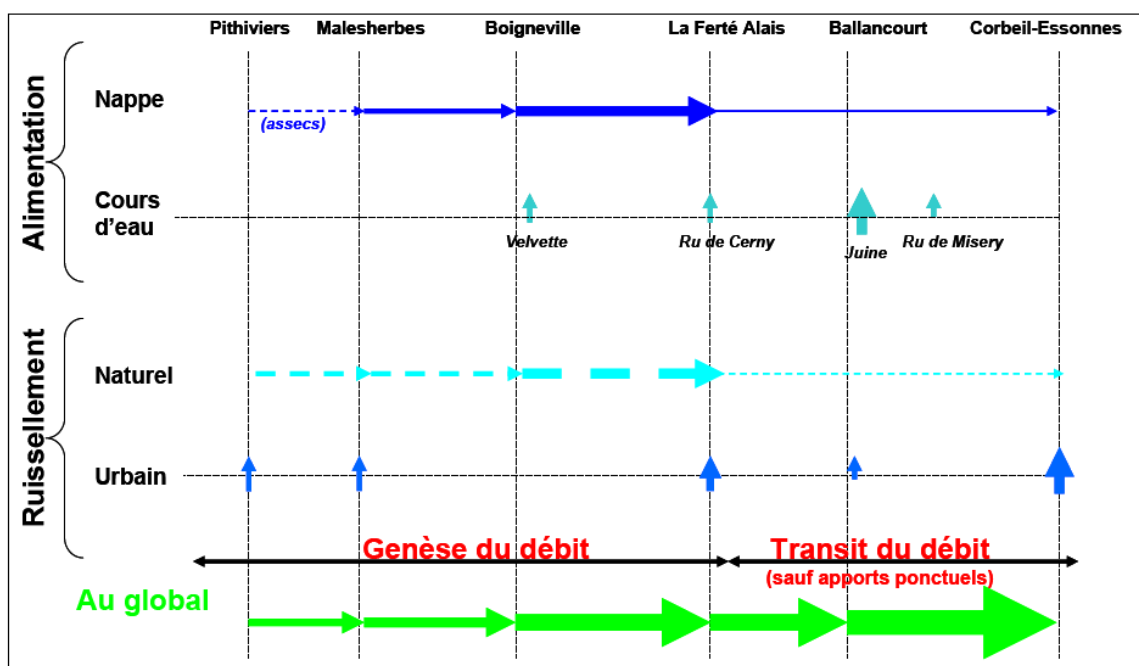 Pithiviers
Malesherbes
Boigneville
La Ferté Alais
Ballancourt
Corbeil-Essonnes
Alimentation
Nappe
(assecs)
Cours
d'eau
Velvette
Ru de Cerny
Juine
Ru de Misery
Ruissellement
Naturel
Urbain
Genèse du débit
Transit du débit
(sauf apports ponctuels)
Au global